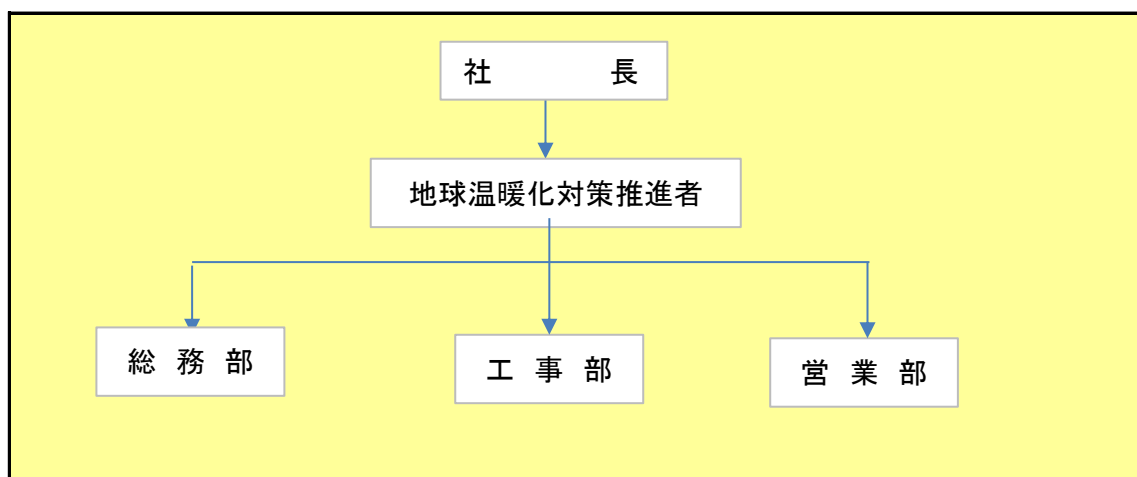 社　　　　長
地球温暖化対策推進者
総 務 部
工 事 部
営 業 部